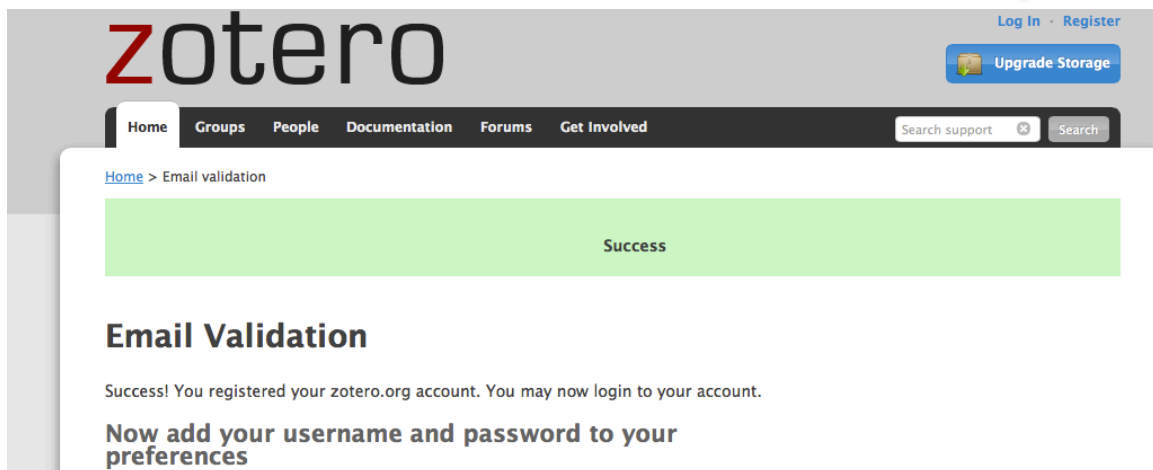 zotero
Log In · Register
Upgrade Storage
Home Groups People Documentation Forums Get Involved
Search support Search
Home > Email validation
Success
Email Validation
Success! You registered your zotero.org account. You may now login to your account.
Now add your username and password to your
preferences